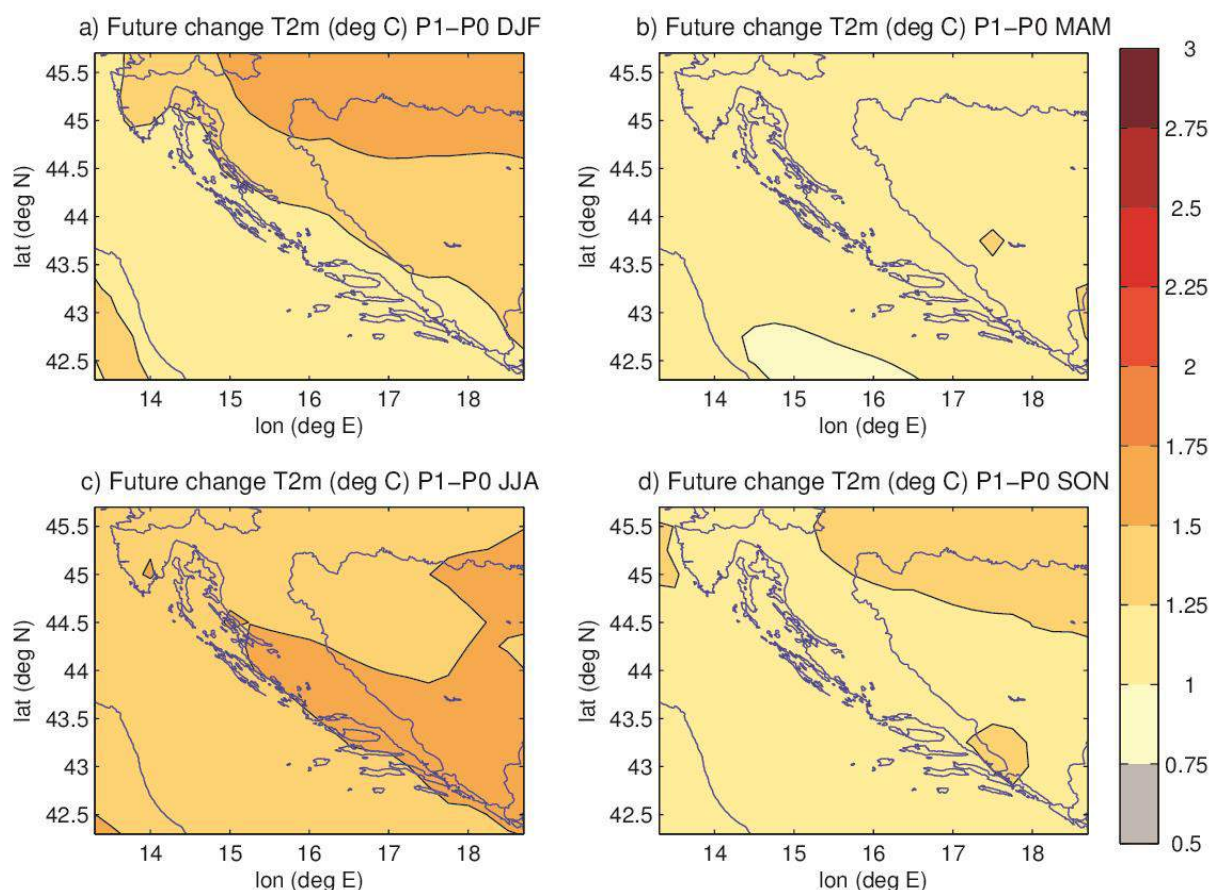 a) Future change T2m (deg C) P1−P0 DJF
45.5
45
44.5
44
43.5
43
42.5
lat (deg N)
14 15 16 17 18
lon (deg E)
b) Future change T2m (deg C) P1−P0 MAM
45.5
45
44.5
44
43.5
43
42.5
lat (deg N)
14 15 16 17 18
lon (deg E)
c) Future change T2m (deg C) P1−P0 JJA
45.5
45
44.5
44
43.5
43
42.5
lat (deg N)
14 15 16 17 18
lon (deg E)
d) Future change T2m (deg C) P1−P0 SON
45.5
45
44.5
44
43.5
43
42.5
lat (deg N)
14 15 16 17 18
lon (deg E)
3
2.75
2.5
2.25
2
1.75
1.5
1.25
1
0.75
0.5